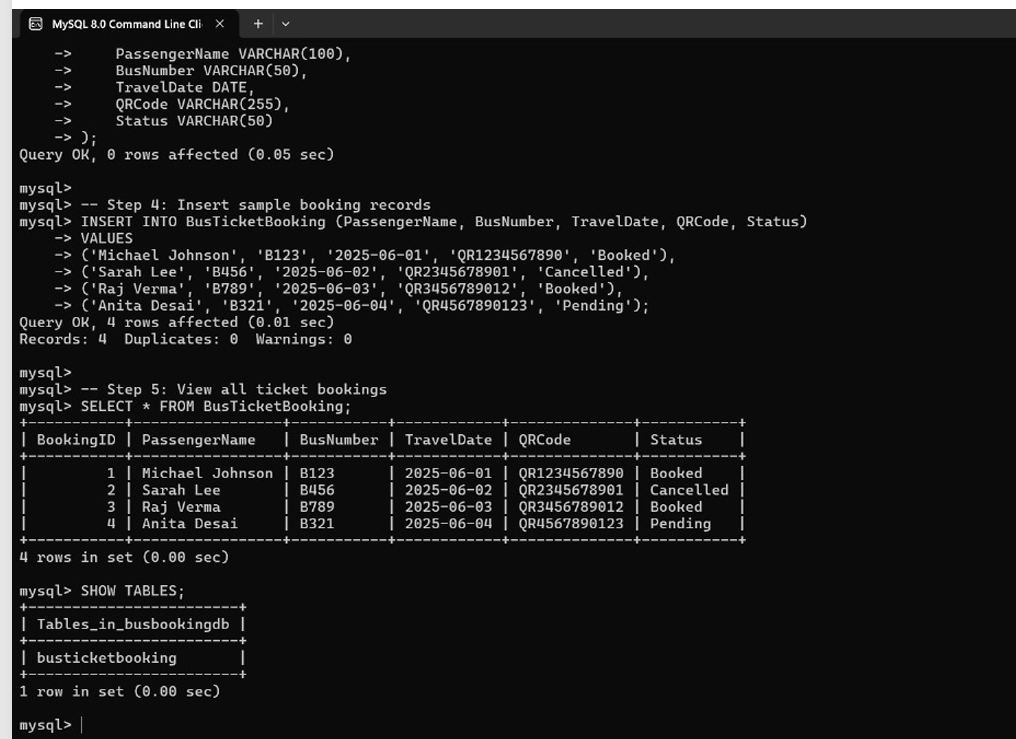 MySQL 8.0 Command Line Cli
    ->     PassengerName VARCHAR(100),
    ->     BusNumber VARCHAR(50),
    ->     TravelDate DATE,
    ->     QRCode VARCHAR(255),
    ->     Status VARCHAR(50)
    -> );
Query OK, 0 rows affected (0.05 sec)
mysql>
mysql> -- Step 4: Insert sample booking records
mysql> INSERT INTO BusTicketBooking (PassengerName, BusNumber, TravelDate, QRCode, Status)
    -> VALUES
    -> ('Michael Johnson', 'B123', '2025-06-01', 'QR1234567890', 'Booked'),
    -> ('Sarah Lee', 'B456', '2025-06-02', 'QR2345678901', 'Cancelled'),
    -> ('Raj Verma', 'B789', '2025-06-03', 'QR3456789012', 'Booked'),
    -> ('Anita Desai', 'B321', '2025-06-04', 'QR4567890123', 'Pending');
Query OK, 4 rows affected (0.01 sec)
Records: 4  Duplicates: 0  Warnings: 0
mysql>
mysql> -- Step 5: View all ticket bookings
mysql> SELECT * FROM BusTicketBooking;
+-----------+-----------------+-----------+------------+--------------+-----------+
| BookingID | PassengerName   | BusNumber | TravelDate | QRCode       | Status    |
+-----------+-----------------+-----------+------------+--------------+-----------+
|         1 | Michael Johnson | B123      | 2025-06-01 | QR1234567890 | Booked    |
|         2 | Sarah Lee       | B456      | 2025-06-02 | QR2345678901 | Cancelled |
|         3 | Raj Verma       | B789      | 2025-06-03 | QR3456789012 | Booked    |
|         4 | Anita Desai     | B321      | 2025-06-04 | QR4567890123 | Pending   |
+-----------+-----------------+-----------+------------+--------------+-----------+
4 rows in set (0.00 sec)
mysql> SHOW TABLES;
+------------------------+
| Tables_in_busbookingdb |
+------------------------+
| busticketbooking       |
+------------------------+
1 row in set (0.00 sec)
mysql>